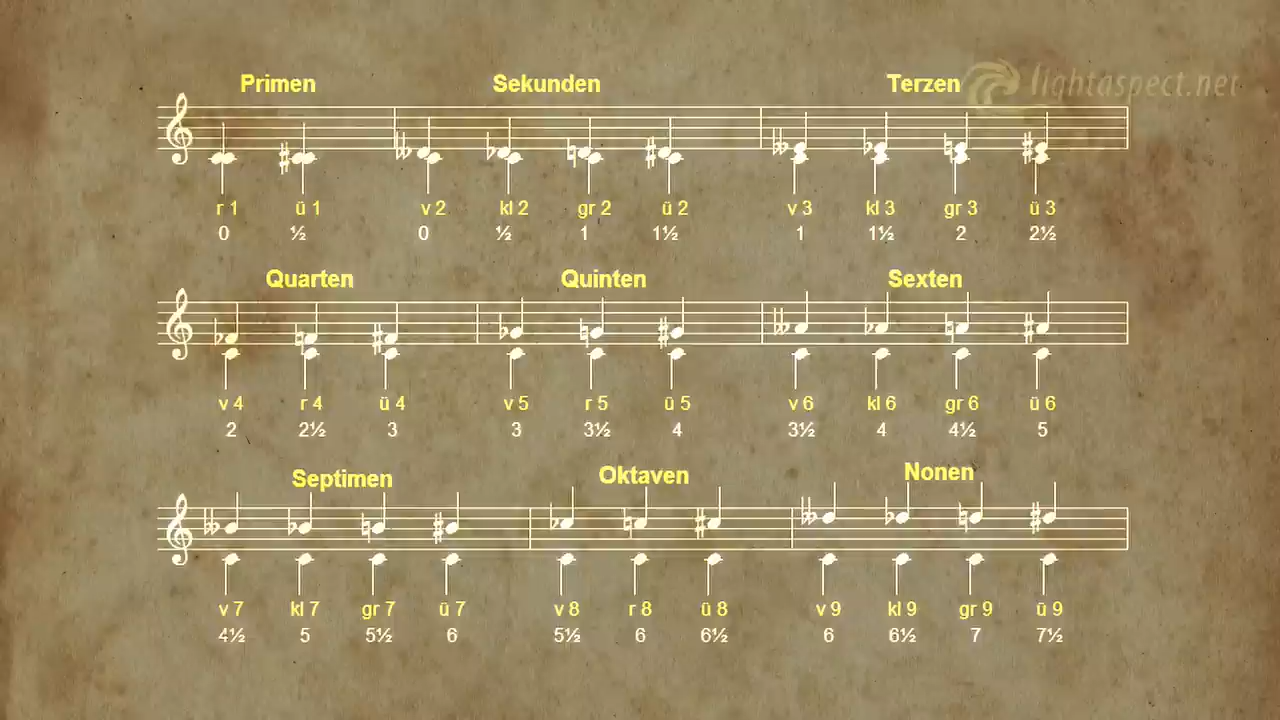 lightaspect.net
Primen Sekunden Terzen
r 1 ü 1 v 2 kl 2 gr 2 ü 2 v 3 kl 3 gr 3 ü 3
0 ½ 0 ½ 1 1½ 1 1½ 2 2½
Quarten Quinten Sexten
v 4 r 4 ü 4 v 5 r 5 ü 5 v 6 kl 6 gr 6 ü 6
2 2½ 3 3 3½ 4 3½ 4 4½ 5
Septimen Oktaven Nonen
v 7 kl 7 gr 7 ü 7 v 8 r 8 ü 8 v 9 kl 9 gr 9 ü 9
4½ 5 5½ 6 5½ 6 6½ 6 6½ 7 7½